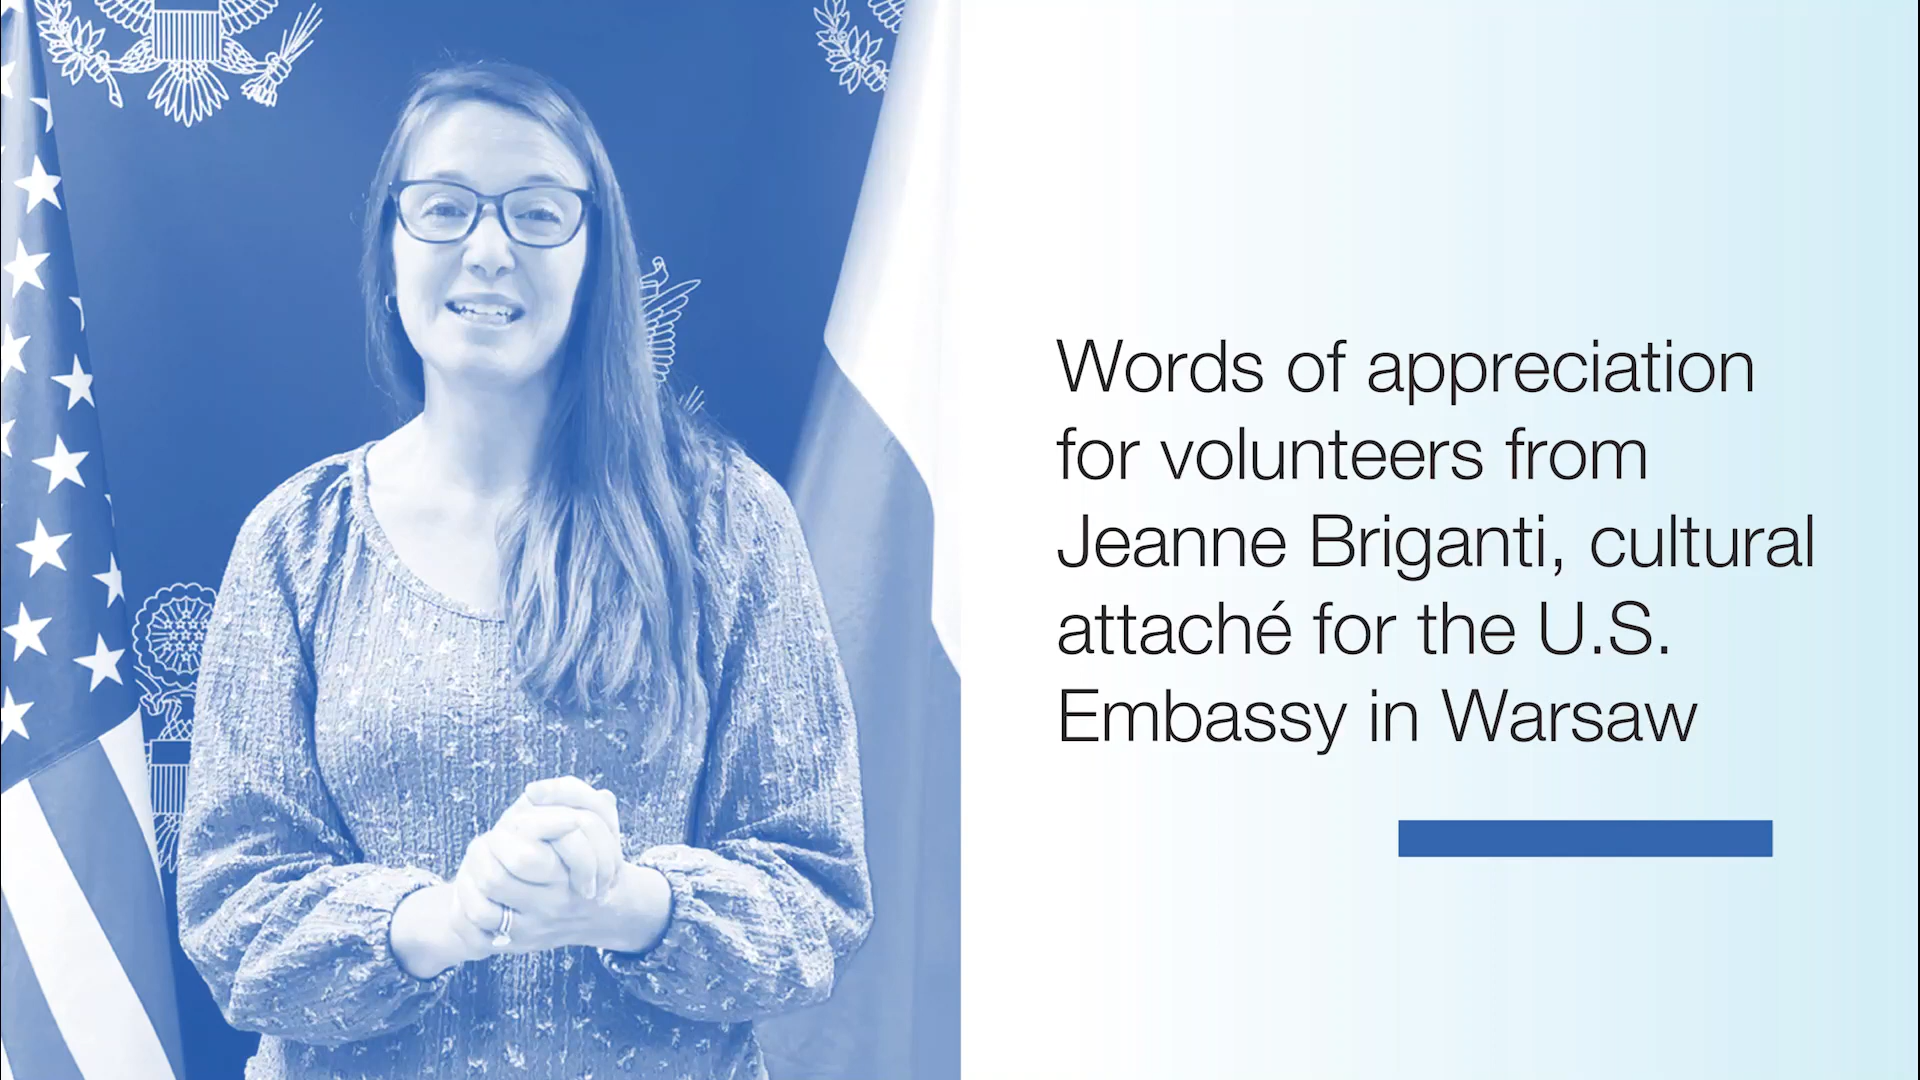 Words of appreciation
for volunteers from
Jeanne Briganti, cultural
attaché for the U.S.
Embassy in Warsaw